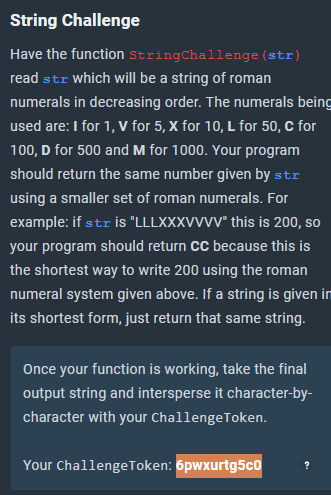 String Challenge
Have the function StringChallenge(str)
read str which will be a string of roman
numerals in decreasing order. The numerals being
used are: I for 1, V for 5, X for 10, L for 50, C for
100, D for 500 and M for 1000. Your program
should return the same number given by str
using a smaller set of roman numerals. For
example: if str is "LLLXXXVVVV" this is 200, so
your program should return CC because this is
the shortest way to write 200 using the roman
numeral system given above. If a string is given in
its shortest form, just return that same string.
Once your function is working, take the final
output string and intersperse it character-by-
character with your ChallengeToken.
Your ChallengeToken: 6pwxurtg5c0 ?